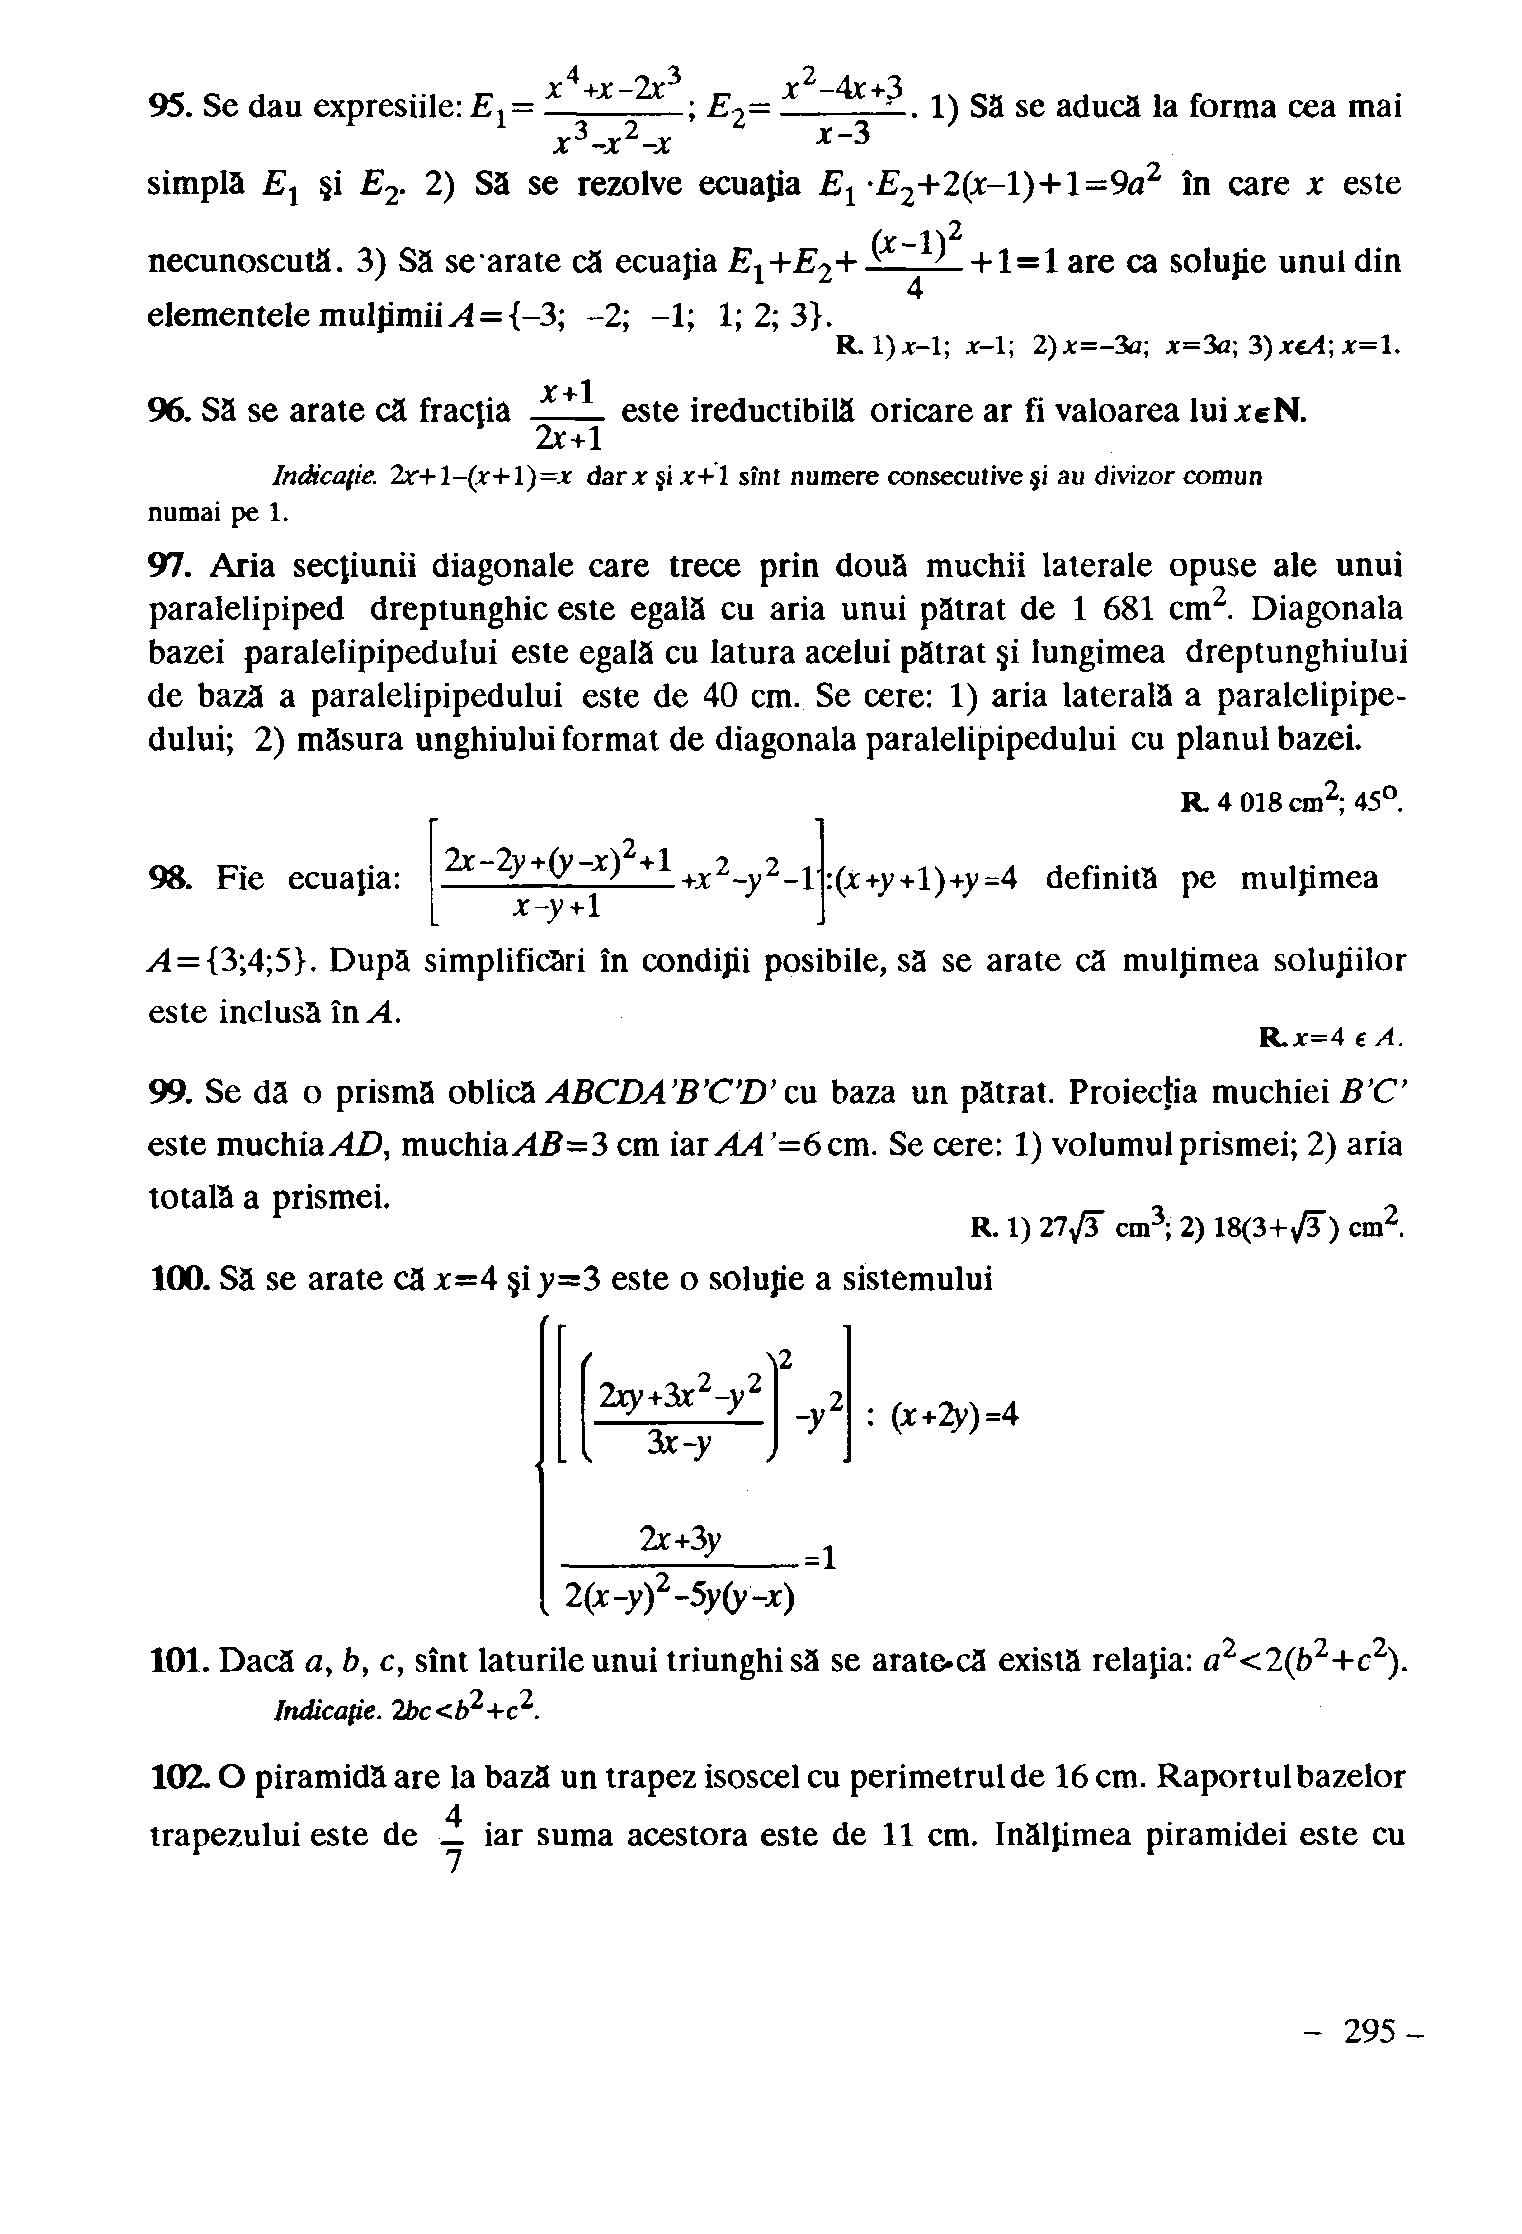 95. Se dau expresiile: E₁= (x⁴+x-2x³)/(x³-x²-x); E₂= (x²-4x+3)/(x-3). 1) Să se aducă la forma cea mai
simplă E₁ şi E₂. 2) Să se rezolve ecuaţia E₁·E₂+2(x-1)+1=9a² în care x este
necunoscută. 3) Să se arate că ecuaţia E₁+E₂+(x-1)²/4+1=1 are ca soluţie unul din
elementele mulţimii A={-3; -2; -1; 1; 2; 3}.
R. 1) x-1; x-1; 2) x=-3a; x=3a; 3) xϵA; x=1.
96. Să se arate că fracţia (x+1)/(2x+1) este ireductibilă oricare ar fi valoarea lui xϵN.
Indicaţie. 2x+1-(x+1)=x dar x şi x+1 sînt numere consecutive şi au divizor comun
numai pe 1.
97. Aria secţiunii diagonale care trece prin două muchii laterale opuse ale unui
paralelipiped dreptunghic este egală cu aria unui pătrat de 1 681 cm². Diagonala
bazei paralelipipedului este egală cu latura acelui pătrat şi lungimea dreptunghiului
de bază a paralelipipedului este de 40 cm. Se cere: 1) aria laterală a paralelipipe-
dului; 2) măsura unghiului format de diagonala paralelipipedului cu planul bazei.
R. 4 018 cm²; 45°.
98. Fie ecuaţia: [(2x-2y+(y-x)²+1)/(x-y+1)+x²-y²-1]:(x+y+1)+y=4 definită pe mulţimea
A={3;4;5}. După simplificări în condiţii posibile, să se arate că mulţimea soluţiilor
este inclusă în A.
R. x=4 ϵ A.
99. Se dă o prismă oblică ABCDA’B’C’D’ cu baza un pătrat. Proiecţia muchiei B’C’
este muchia AD, muchia AB=3 cm iar AA’=6 cm. Se cere: 1) volumul prismei; 2) aria
totală a prismei.
R. 1) 27√3 cm³; 2) 18(3+√3) cm².
100. Să se arate că x=4 şi y=3 este o soluţie a sistemului
[((2xy+3x²-y²)/(3x-y))²-y²] : (x+2y)=4
(2x+3y)/(2(x-y)²-5y(y-x))=1
101. Dacă a, b, c, sînt laturile unui triunghi să se arate că există relaţia: a²<2(b²+c²).
Indicaţie. 2bc<b²+c².
102. O piramidă are la bază un trapez isoscel cu perimetrul de 16 cm. Raportul bazelor
trapezului este de 4/7 iar suma acestora este de 11 cm. Inălţimea piramidei este cu
- 295 -